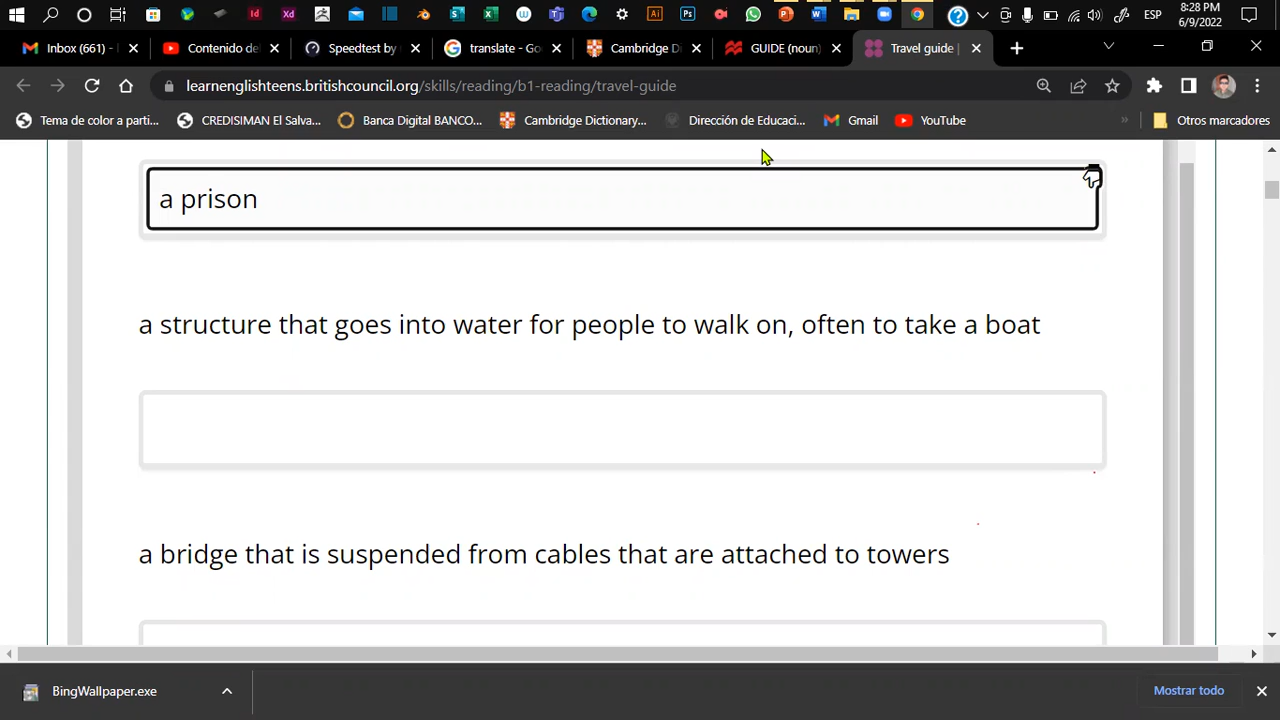 8:28 PM
ESP
6/9/2022
Inbox (661) -
Contenido de
Speedtest by
translate - Go
Cambridge D
GUIDE (noun)
Travel guide |
learnenglishteens.britishcouncil.org/skills/reading/b1-reading/travel-guide
Tema de color a parti...
CREDISIMAN El Salva...
Banca Digital BANCO...
Cambridge Dictionary...
Dirección de Educaci...
Gmail
YouTube
Otros marcadores
a prison
a structure that goes into water for people to walk on, often to take a boat
a bridge that is suspended from cables that are attached to towers
BingWallpaper.exe
Mostrar todo